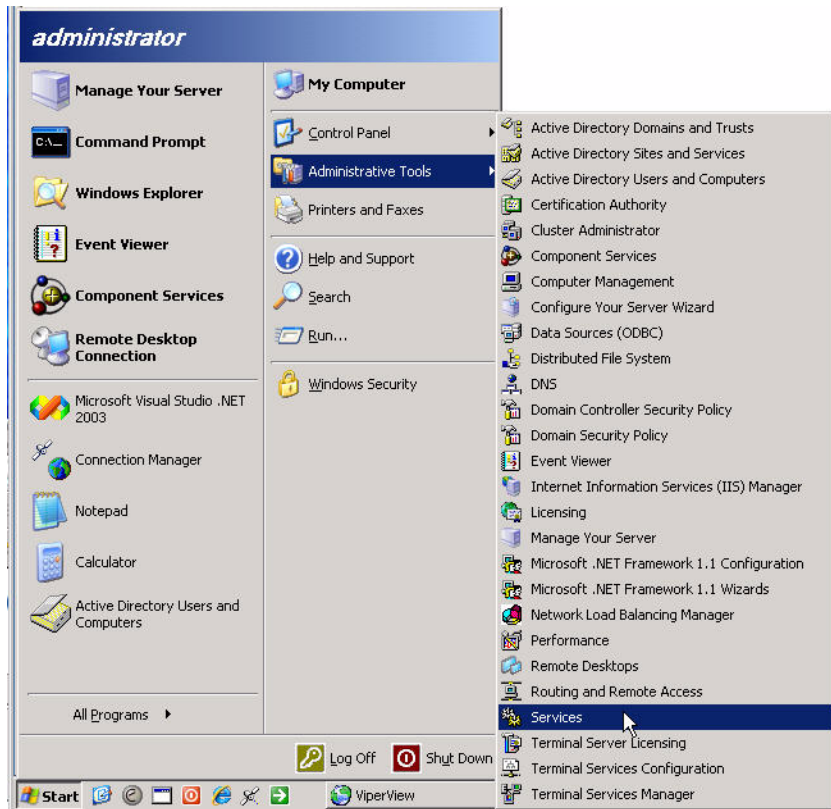 administrator
Manage Your Server
Command Prompt
C:\_
Windows Explorer
Event Viewer
Component Services
Remote Desktop
Connection
Microsoft Visual Studio .NET
2003
Connection Manager
Notepad
Calculator
Active Directory Users and
Computers
All Programs
My Computer
Control Panel
Administrative Tools
Printers and Faxes
Help and Support
Search
Run...
Windows Security
Active Directory Domains and Trusts
Active Directory Sites and Services
Active Directory Users and Computers
Certification Authority
Cluster Administrator
Component Services
Computer Management
Configure Your Server Wizard
Data Sources (ODBC)
Distributed File System
DNS
Domain Controller Security Policy
Domain Security Policy
Event Viewer
Internet Information Services (IIS) Manager
Licensing
Manage Your Server
Microsoft .NET Framework 1.1 Configuration
Microsoft .NET Framework 1.1 Wizards
Network Load Balancing Manager
Performance
Remote Desktops
Routing and Remote Access
Services
Terminal Server Licensing
Terminal Services Configuration
Terminal Services Manager
Log Off
Shut Down
Start
ViperView